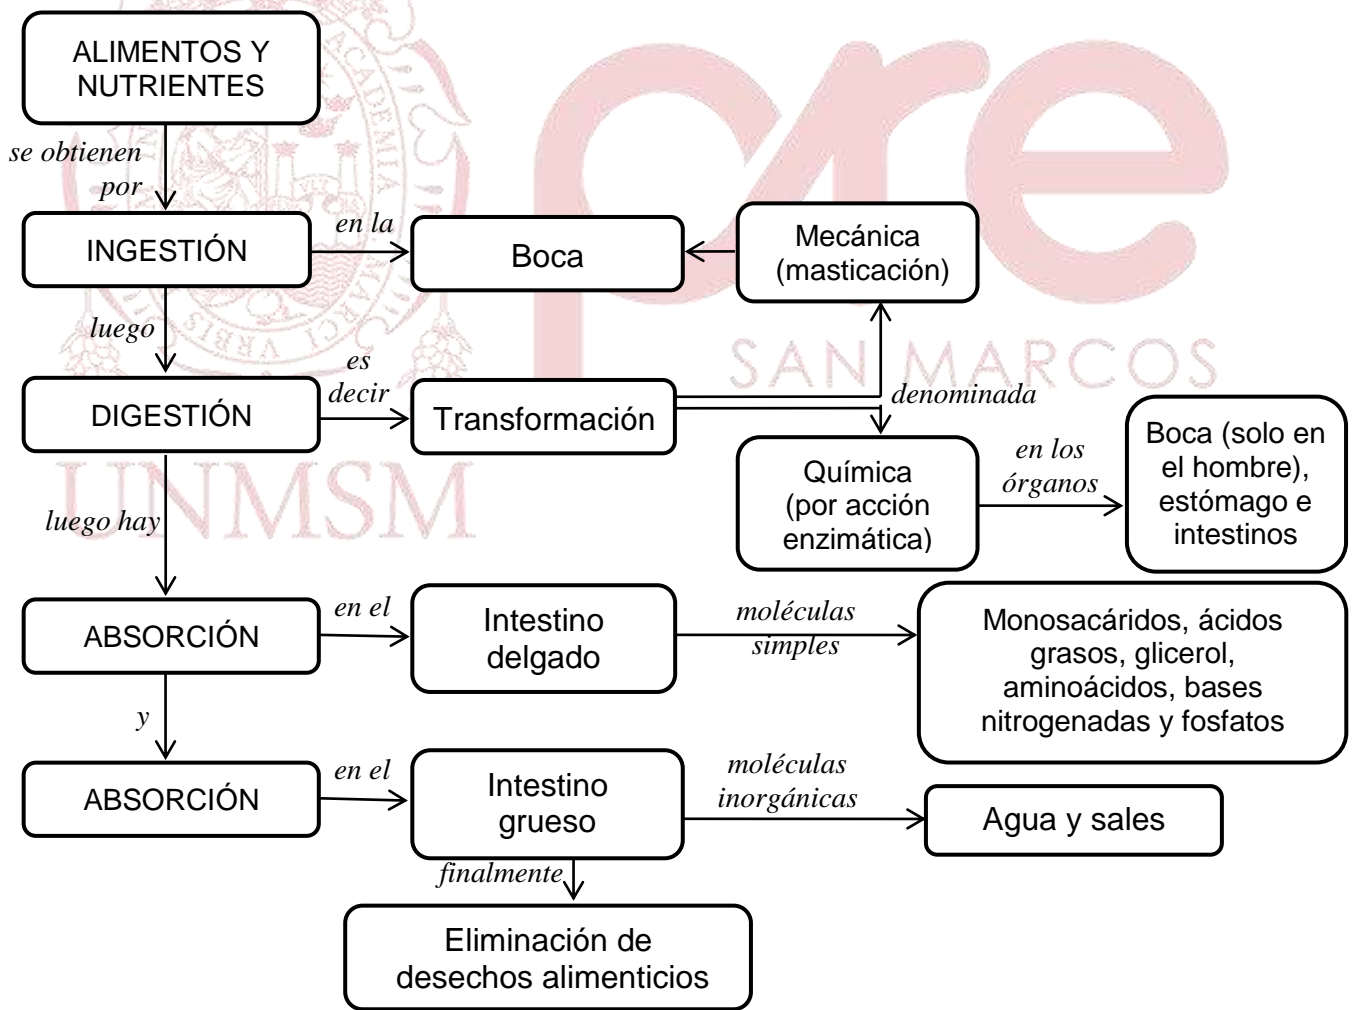 ALIMENTOS Y
NUTRIENTES
se obtienen
por
INGESTIÓN
en la
Boca
Mecánica
(masticación)
luego
es
decir
DIGESTIÓN
Transformación
denominada
Química
(por acción
enzimática)
en los
órganos
Boca (solo en
el hombre),
estómago e
intestinos
luego hay
ABSORCIÓN
en el
Intestino
delgado
moléculas
simples
Monosacáridos, ácidos
grasos, glicerol,
aminoácidos, bases
nitrogenadas y fosfatos
y
ABSORCIÓN
en el
Intestino
grueso
moléculas
inorgánicas
Agua y sales
finalmente
Eliminación de
desechos alimenticios
pre
SAN MARCOS
UNMSM